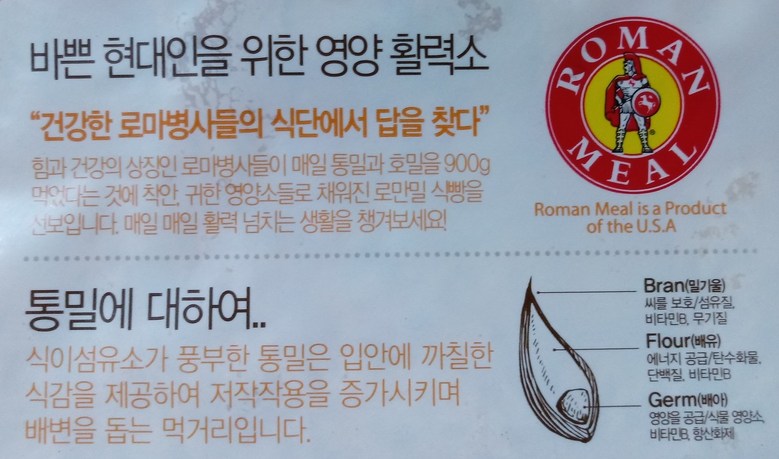 바쁜 현대인을 위한 영양 활력소
“건강한 로마병사들의 식단에서 답을 찾다”
힘과 건강의 상징인 로마병사들이 매일 통밀과 호밀을 900g
먹었다는 것에 착안, 귀한 영양소들로 채워진 로만밀 식빵을
선보입니다. 매일 매일 활력 넘치는 생활을 챙겨보세요!
ROMAN MEAL
®
Roman Meal is a Product
of the U.S.A
통밀에 대하여..
식이섬유소가 풍부한 통밀은 입안에 까칠한
식감을 제공하여 저작작용을 증가시키며
배변을 돕는 먹거리입니다.
Bran(밀기울)
씨를 보호/섬유질,
비타민B, 무기질
Flour(배유)
에너지 공급/탄수화물,
단백질, 비타민B
Germ(배아)
영양을 공급/식물 영양소,
비타민B, 항산화제